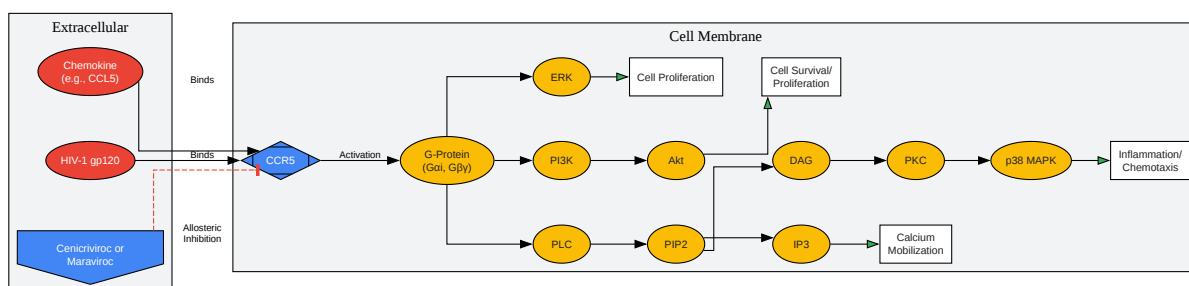 Extracellular
Cell Membrane
Chemokine
(e.g., CCL5)
Binds
ERK
Cell Proliferation
Cell Survival/
Proliferation
HIV-1 gp120
Binds
CCR5
Activation
G-Protein
(Gαi, Gβγ)
PI3K
Akt
DAG
PKC
p38 MAPK
Inflammation/
Chemotaxis
Allosteric
Inhibition
Cenicriviroc or
Maraviroc
PLC
PIP2
IP3
Calcium
Mobilization